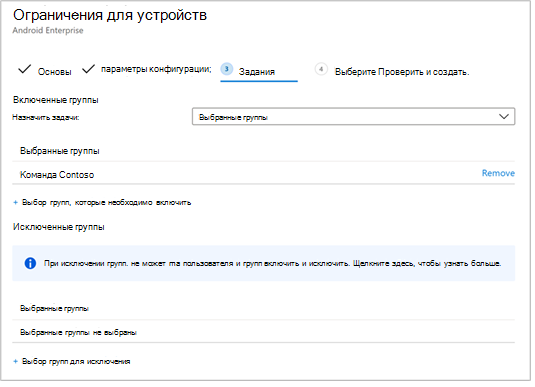 Ограничения для устройств
Android Enterprise
Основы
параметры конфигурации;
3 Задания
4 Выберите Проверить и создать.
Включенные группы
Назначить задачи: Выбранные группы
Выбранные группы
Команда Contoso Remove
+ Выбор групп, которые необходимо включить
Исключенные группы
При исключении групп. не может ma пользователя и групп включить и исключить. Щелкните здесь, чтобы узнать больше.
Выбранные группы
Выбранные группы не выбраны
+ Выбор групп для исключения